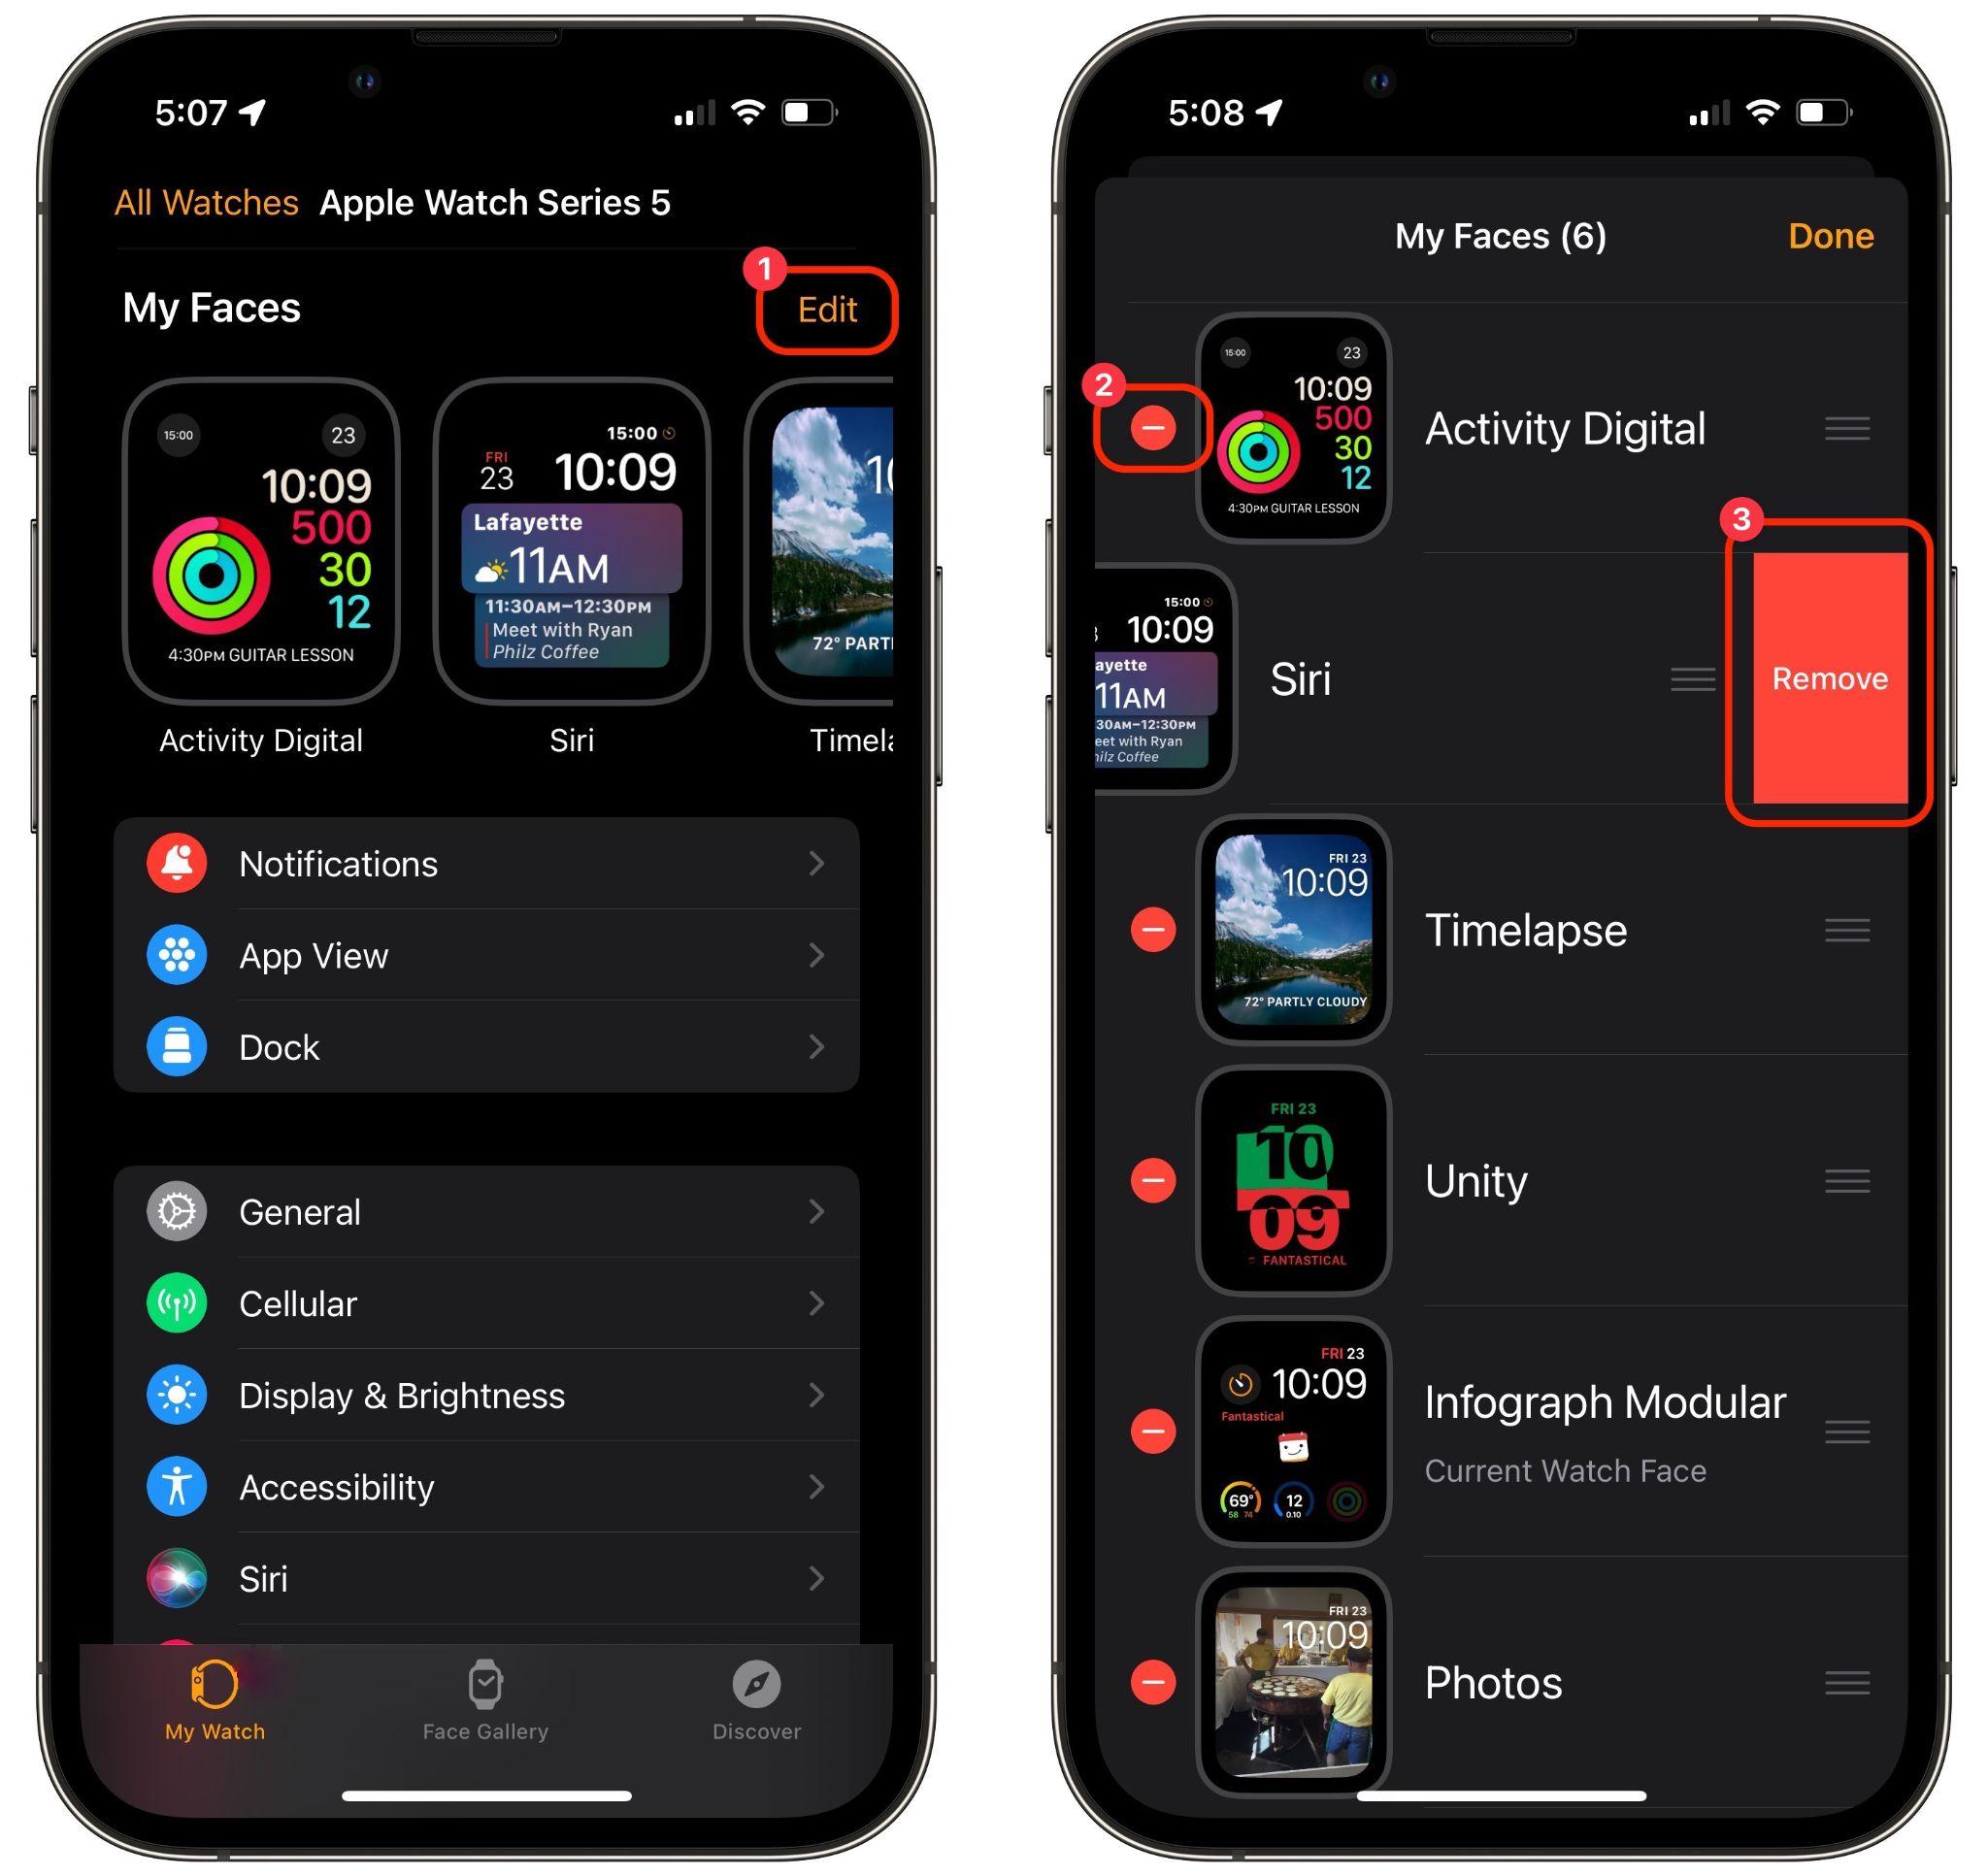 5:07
All Watches Apple Watch Series 5
1
My Faces Edit
15:00 23
10:09
500
30
12
4:30PM GUITAR LESSON
15:00
FRI
23 10:09
Lafayette
11AM
11:30AM–12:30PM
Meet with Ryan
Philz Coffee
72° PARTI
Activity Digital Siri Timela
Notifications
App View
Dock
General
Cellular
Display & Brightness
Accessibility
Siri
My Watch Face Gallery Discover
5:08
My Faces (6) Done
2
15:00 23
10:09
500
30
12
4:30PM GUITAR LESSON
Activity Digital
3
15:00
10:09
ayette
11AM
30AM–12:30PM
eet with Ryan
hilz Coffee
Siri
Remove
FRI 23
10:09
72° PARTLY CLOUDY
Timelapse
FRI 23
10
09
FANTASTICAL
Unity
FRI 23
10:09
Fantastical
69° 12
58 74 0.10
Infograph Modular
Current Watch Face
FRI 23
10:09
Photos